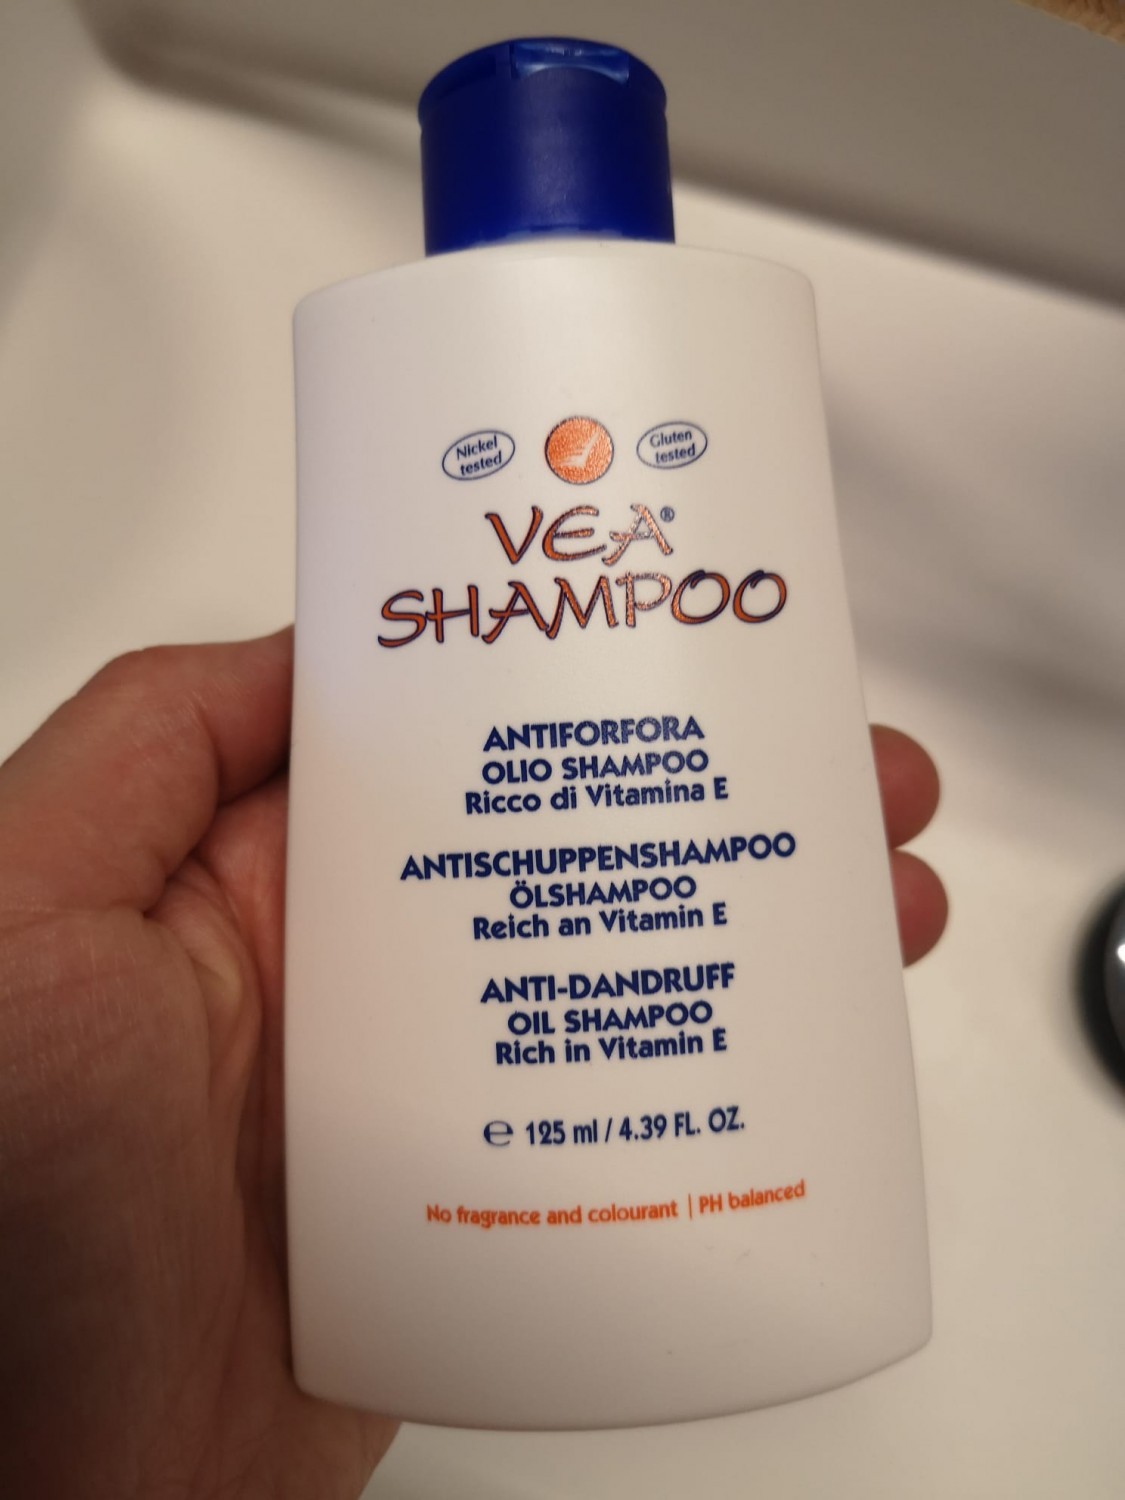 Nickel
tested
Gluten
tested
VEA®
SHAMPOO
ANTIFORFORA
OLIO SHAMPOO
Ricco di Vitamina E
ANTISCHUPPENSHAMPOO
ÖLSHAMPOO
Reich an Vitamin E
ANTI-DANDRUFF
OIL SHAMPOO
Rich in Vitamin E
℮ 125 ml / 4.39 FL. OZ.
No fragrance and colourant | PH balanced